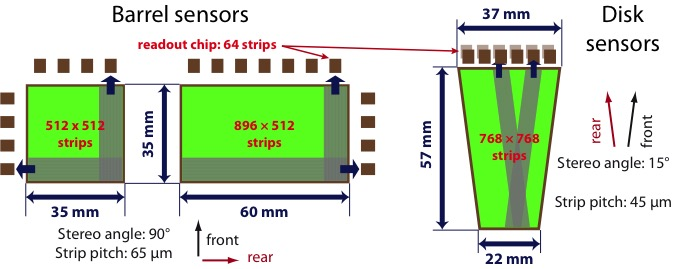 Barrel sensors
37 mm
Disk
sensors
readout chip: 64 strips
512 x 512
strips
896 × 512
strips
35 mm
57 mm
768 × 768
strips
rear
front
Stereo angle: 15°
Strip pitch: 45 µm
35 mm
60 mm
Stereo angle: 90°
Strip pitch: 65 µm
front
rear
22 mm